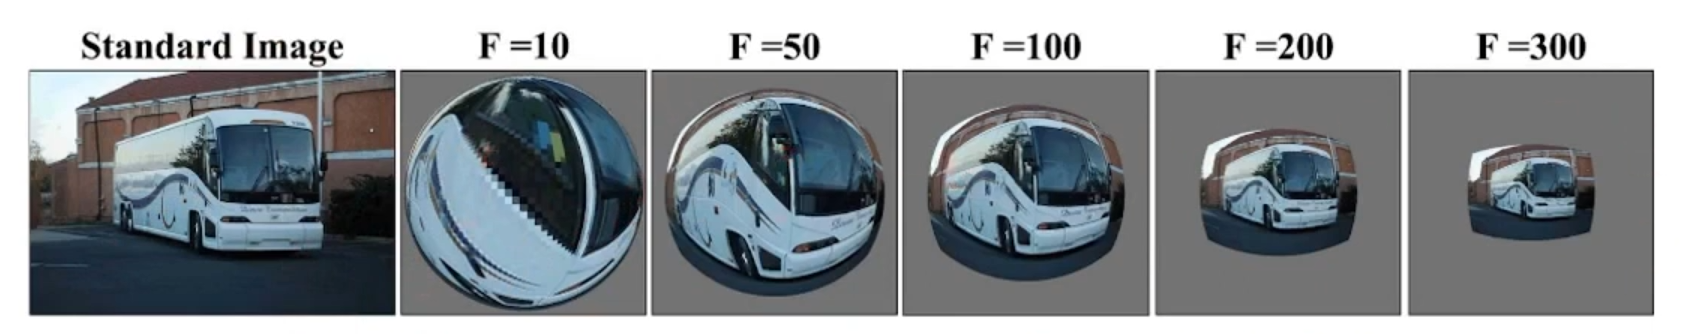 Standard Image
F =10
F =50
F =100
F =200
F =300